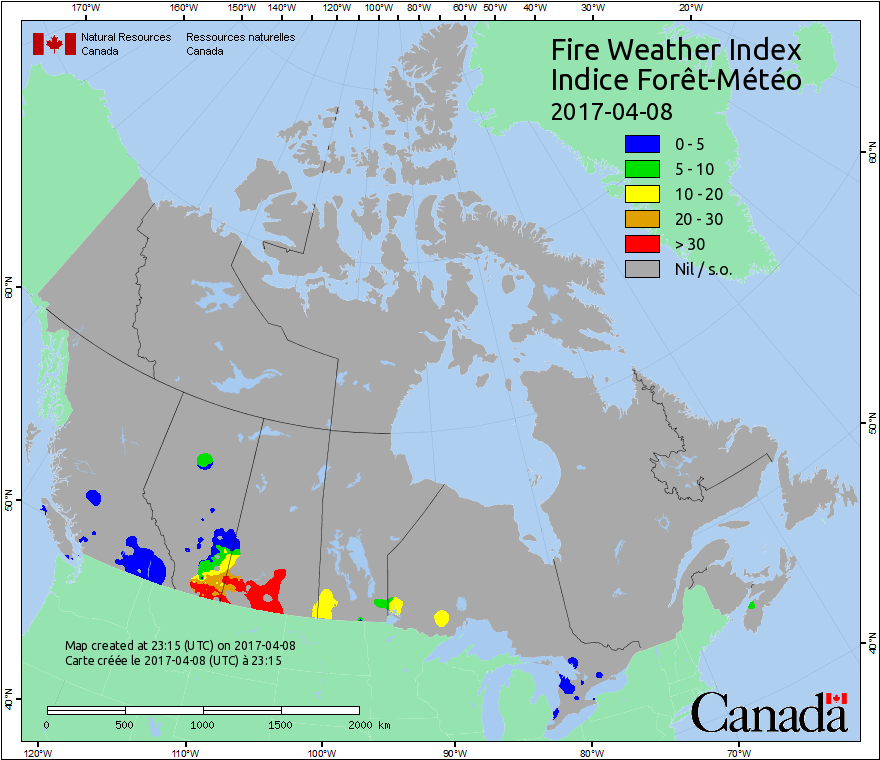 170°W 160°W 150°W 140°W 130°W 120°W 110°W 100°W 90°W 80°W 70°W 60°W 50°W 40°W 30°W 20°W
Natural Resources Canada
Ressources naturelles Canada
Fire Weather Index
Indice Forêt-Météo
2017-04-08
0 - 5
5 - 10
10 - 20
20 - 30
> 30
Nil / s.o.
60°N
50°N
40°N
60°N
50°N
40°N
Map created at 23:15 (UTC) on 2017-04-08
Carte créée le 2017-04-08 (UTC) à 23:15
0 500 1000 1500 2000 km
Canada
120°W 110°W 100°W 90°W 80°W 70°W